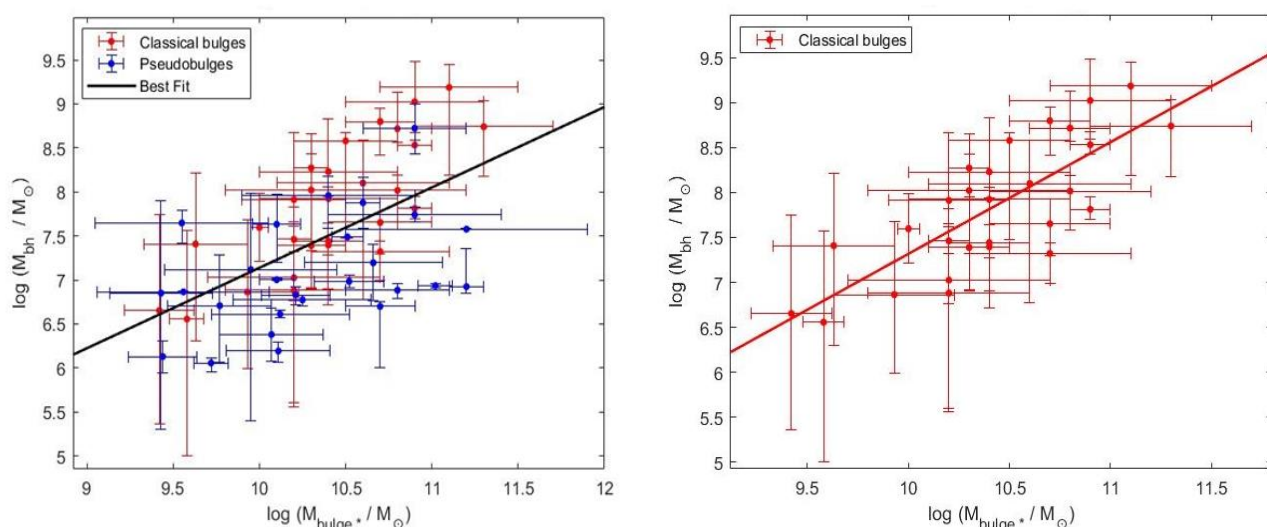 Classical bulges
Pseudobulges
Best Fit
log (M_bh / M_⊙)
9.5
9
8.5
8
7.5
7
6.5
6
5.5
5
9 9.5 10 10.5 11 11.5 12
log (M_bulge* / M_⊙)
Classical bulges
log (M_bh / M_⊙)
9.5
9
8.5
8
7.5
7
6.5
6
5.5
5
9.5 10 10.5 11 11.5
log (M_bulge* / M_⊙)